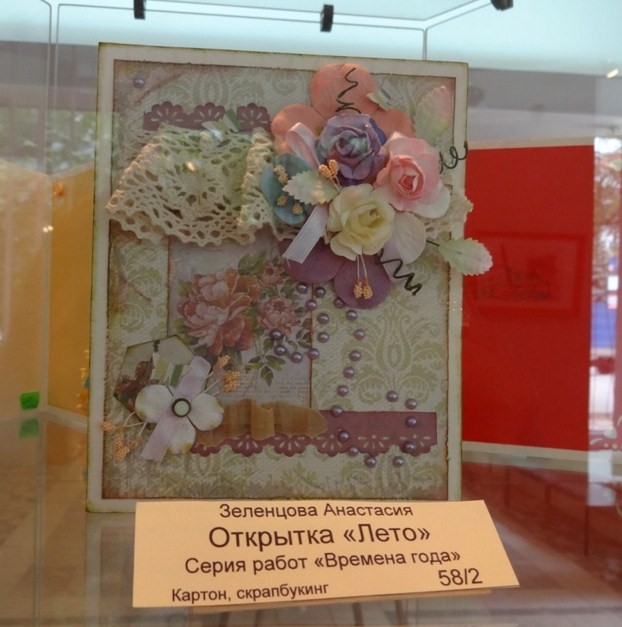 Зеленцова Анастасия
Открытка «Лето»
Серия работ «Времена года»
Картон, скрапбукинг 58/2